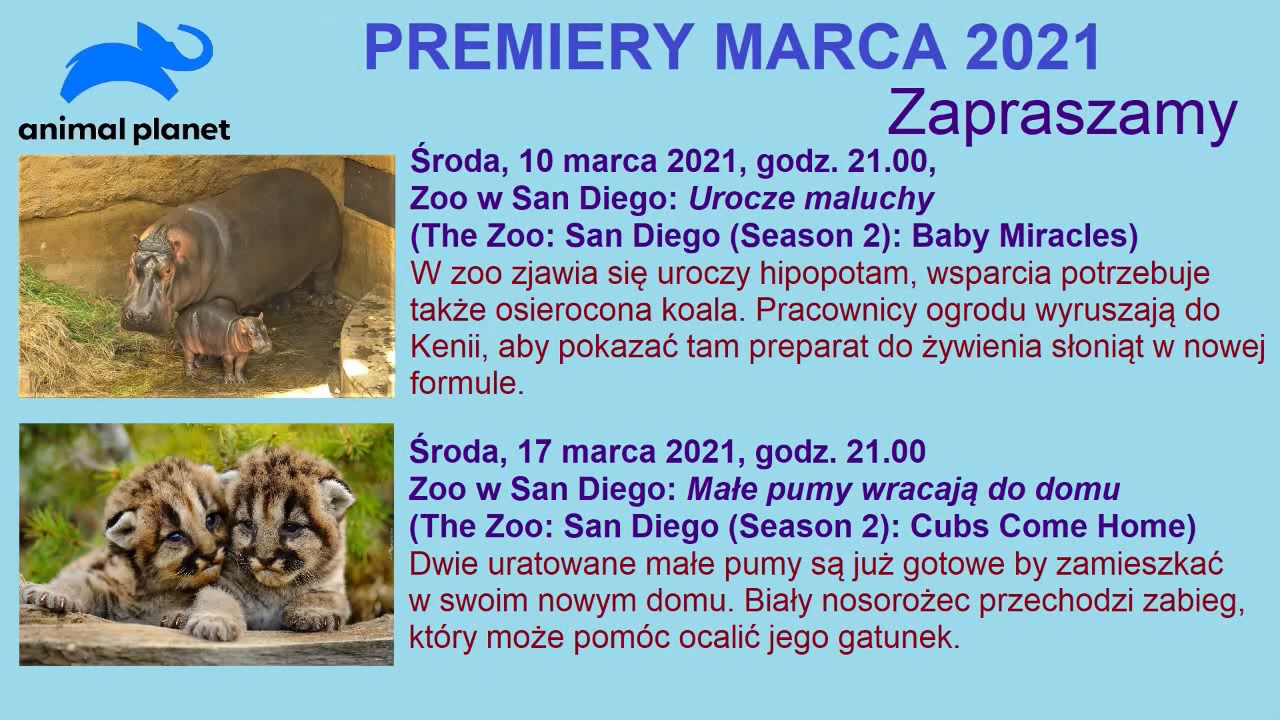 animal planet
PREMIERY MARCA 2021
Zapraszamy
Środa, 10 marca 2021, godz. 21.00,
Zoo w San Diego: Urocze maluchy
(The Zoo: San Diego (Season 2): Baby Miracles)
W zoo zjawia się uroczy hipopotam, wsparcia potrzebuje
także osierocona koala. Pracownicy ogrodu wyruszają do
Kenii, aby pokazać tam preparat do żywienia słoniąt w nowej
formule.
Środa, 17 marca 2021, godz. 21.00
Zoo w San Diego: Małe pumy wracają do domu
(The Zoo: San Diego (Season 2): Cubs Come Home)
Dwie uratowane małe pumy są już gotowe by zamieszkać
w swoim nowym domu. Biały nosorożec przechodzi zabieg,
który może pomóc ocalić jego gatunek.